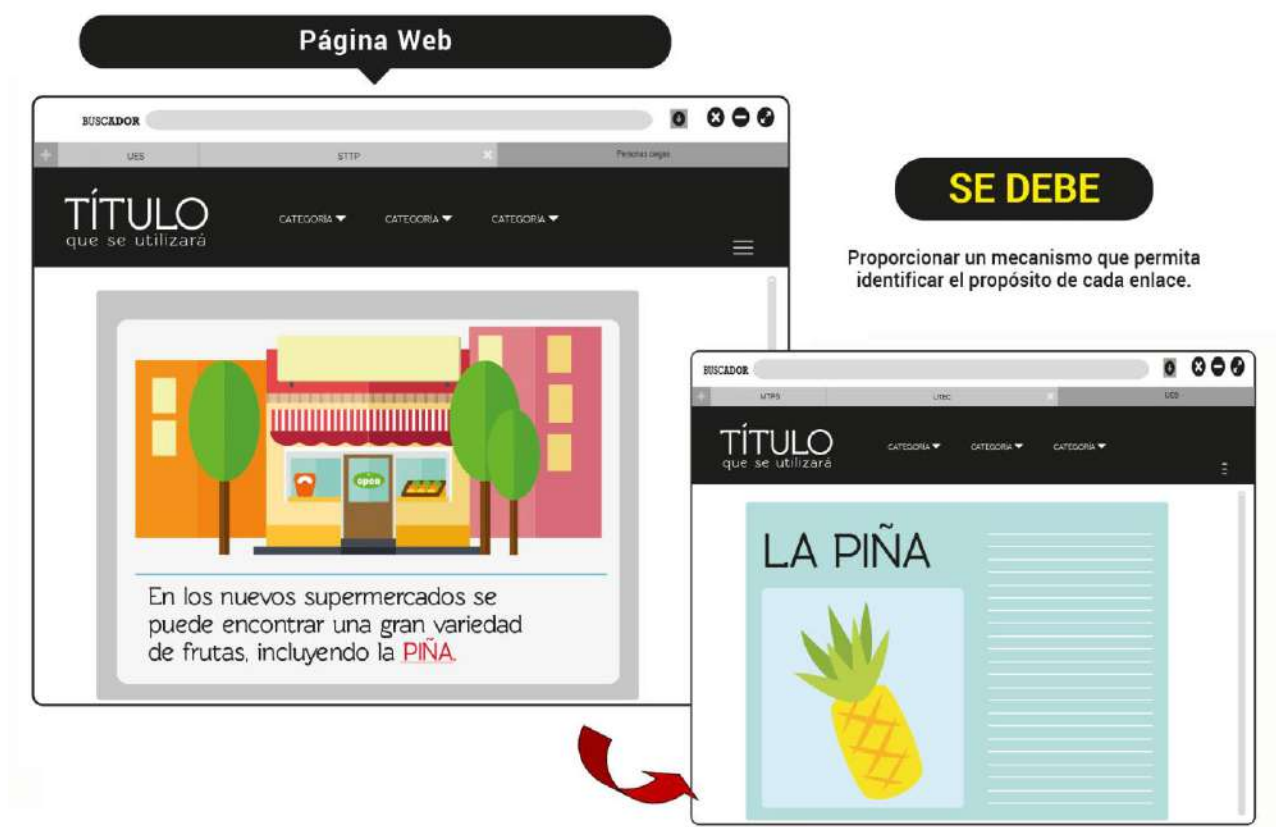 Página Web
BUSCADOR
UES
STTP
Personas ciegas
TÍTULO
que se utilizará
CATEGORÍA
CATEGORÍA
CATEGORÍA
open
En los nuevos supermercados se
puede encontrar una gran variedad
de frutas, incluyendo la PIÑA.
SE DEBE
Proporcionar un mecanismo que permita
identificar el propósito de cada enlace.
BUSCADOR
MTPS
Utec
UES
TÍTULO
que se utilizará
CATEGORÍA
CATEGORÍA
CATEGORÍA
LA PIÑA